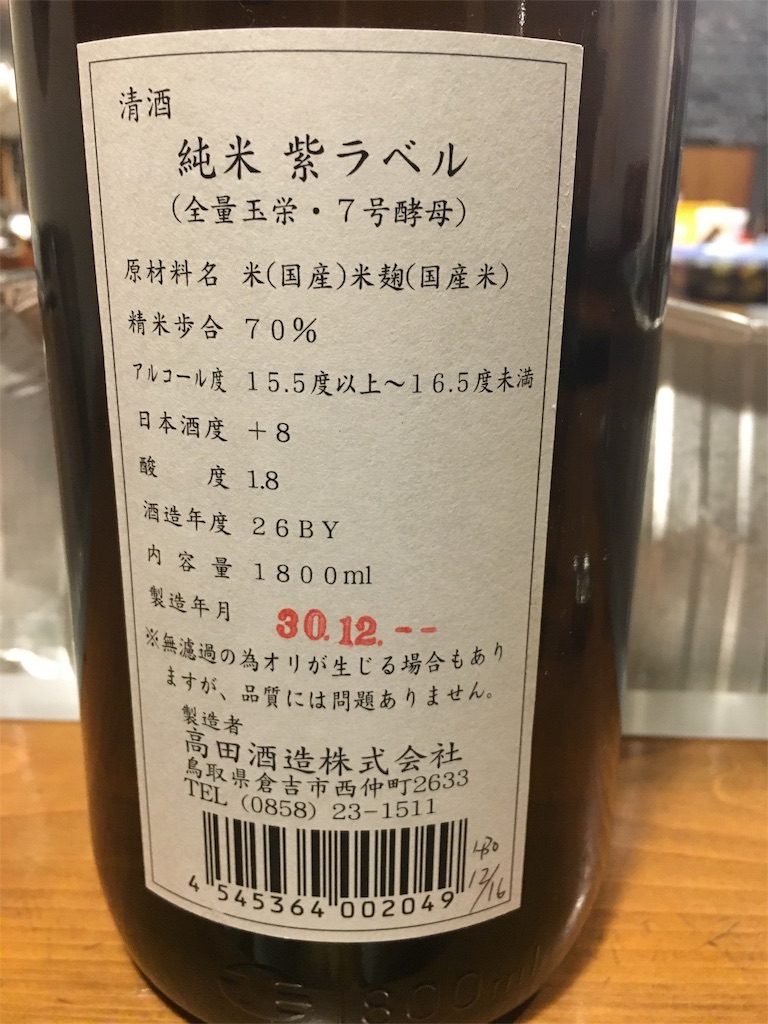 清酒
純米 紫ラベル
(全量玉栄・7号酵母)
原材料名 米(国産)米麹(国産米)
精米歩合 70%
アルコール度 15.5度以上～16.5度未満
日本酒度 +8
酸 度 1.8
酒造年度 26BY
内容量 1800ml
製造年月 30.12.--
※無濾過の為オリが生じる場合もあり
ますが、品質には問題ありません。
製造者
高田酒造株式会社
鳥取県倉吉市西仲町2633
TEL (0858) 23-1511
4 545364 002049
12/16
800ml